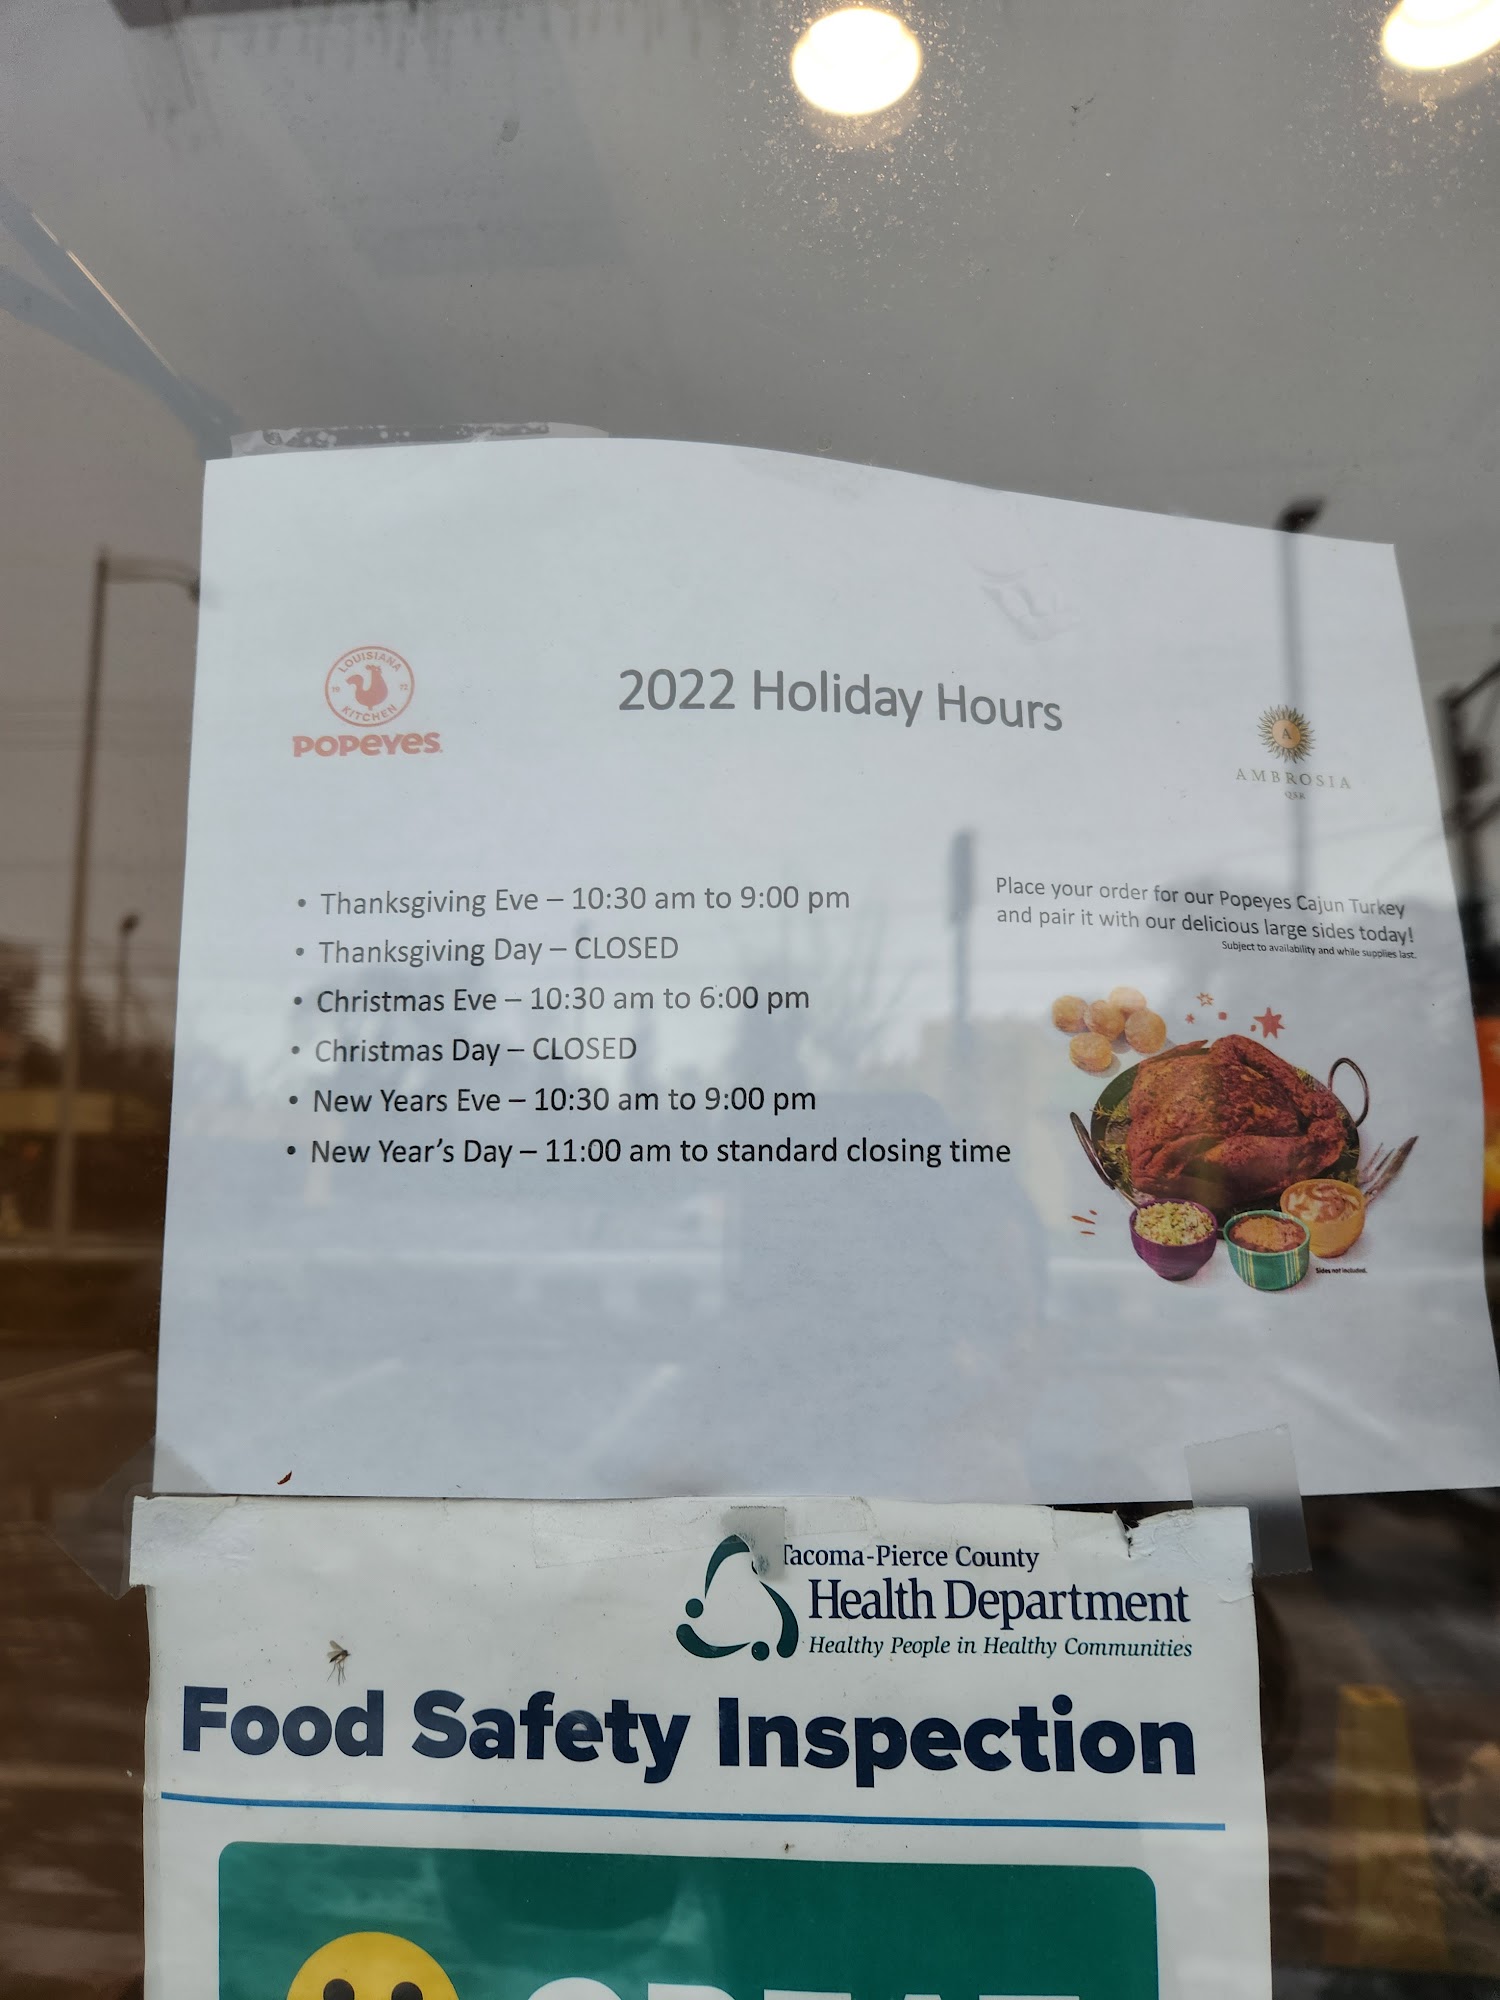 LOUISIANA
19 72
KITCHEN
POPEYES
2022 Holiday Hours
A
AMBROSIA
QSR
• Thanksgiving Eve – 10:30 am to 9:00 pm
• Thanksgiving Day – CLOSED
• Christmas Eve – 10:30 am to 6:00 pm
• Christmas Day – CLOSED
• New Years Eve – 10:30 am to 9:00 pm
• New Year's Day – 11:00 am to standard closing time
Place your order for our Popeyes Cajun Turkey
and pair it with our delicious large sides today!
Subject to availability and while supplies last.
Sides not included.
Tacoma-Pierce County
Health Department
Healthy People in Healthy Communities
Food Safety Inspection